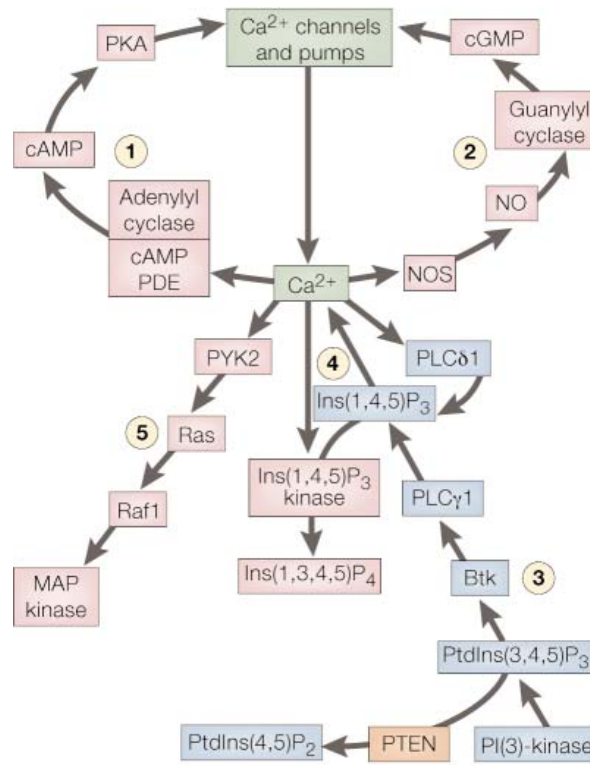 Ca²⁺ channels
and pumps
PKA
cGMP
cAMP
1
2
Guanylyl
cyclase
Adenylyl
cyclase
NO
cAMP
PDE
Ca²⁺
NOS
PYK2
4
PLCδ1
Ins(1,4,5)P₃
5
Ras
Ins(1,4,5)P₃
kinase
PLCγ1
Raf1
MAP
kinase
Ins(1,3,4,5)P₄
Btk
3
PtdIns(3,4,5)P₃
PtdIns(4,5)P₂
PTEN
PI(3)-kinase